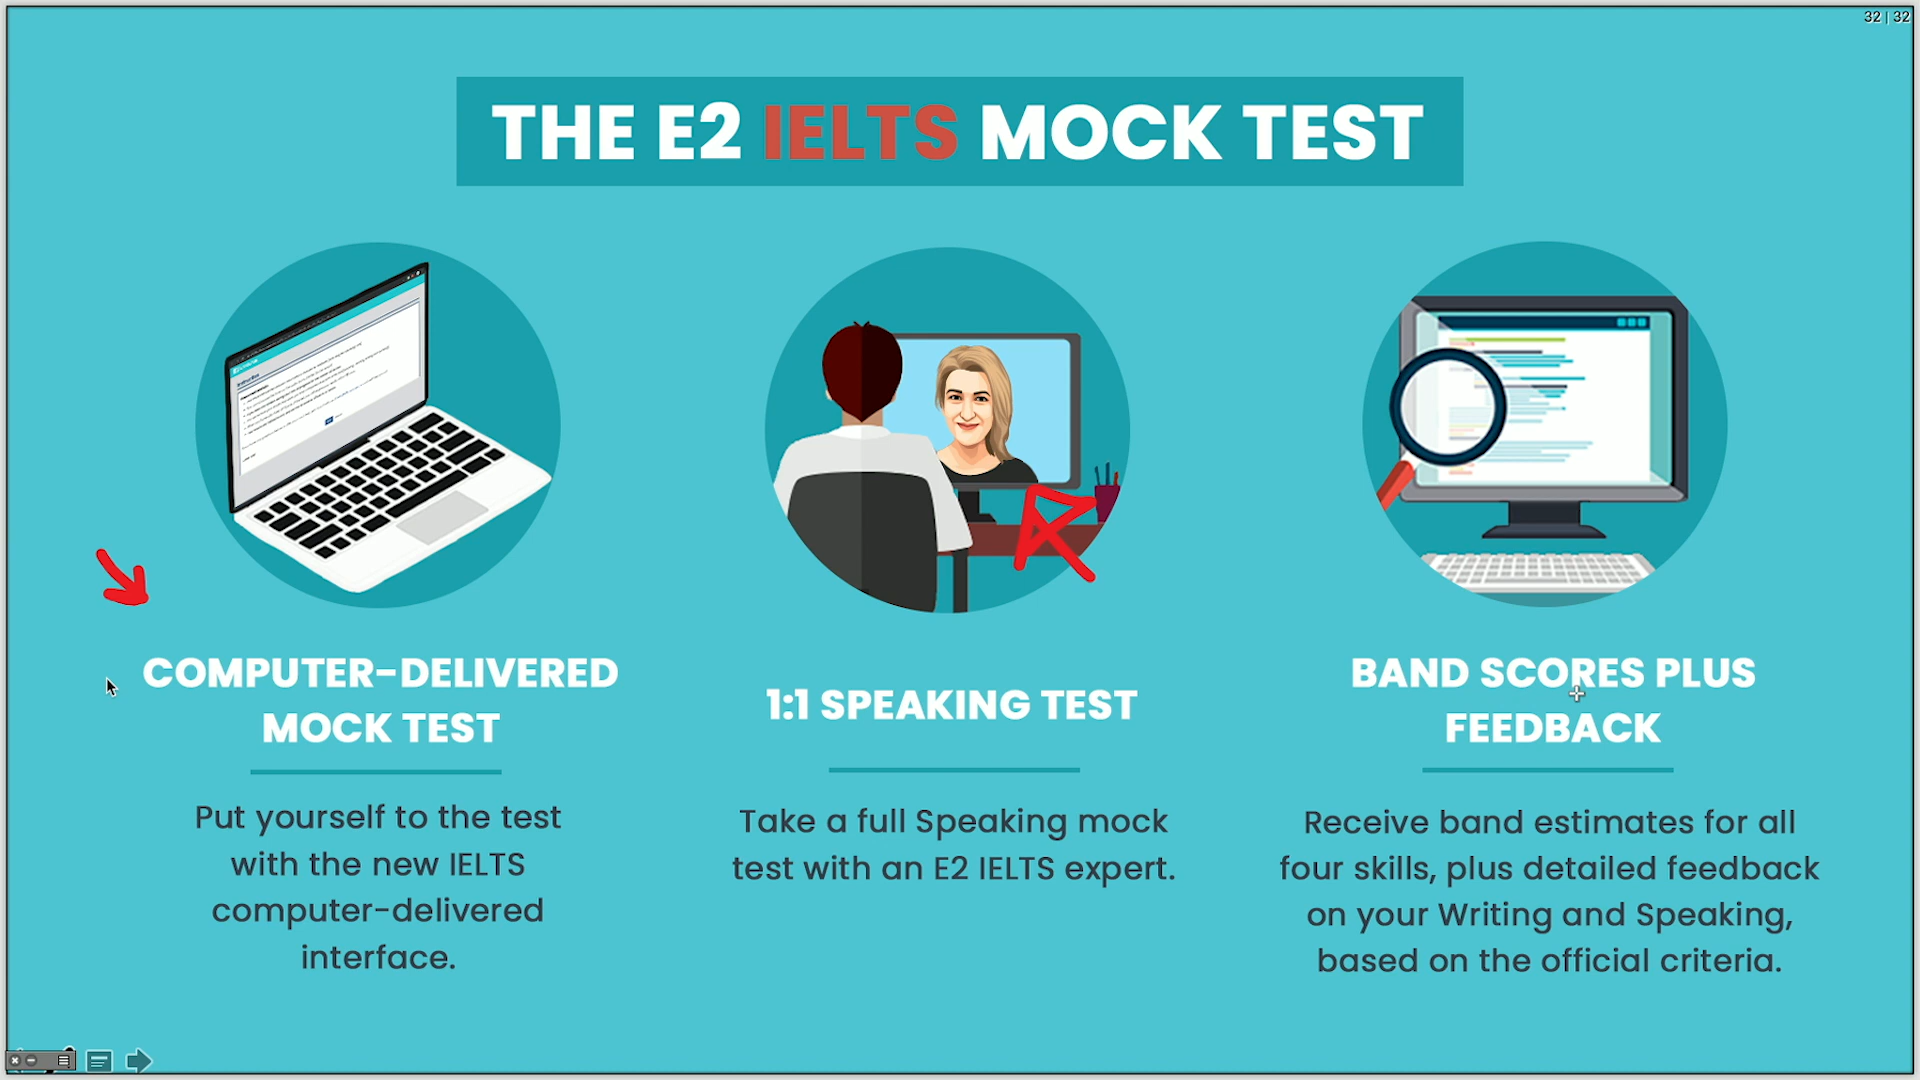 32 | 32
THE E2 IELTS MOCK TEST
COMPUTER-DELIVERED
MOCK TEST
Put yourself to the test
with the new IELTS
computer-delivered
interface.
1:1 SPEAKING TEST
Take a full Speaking mock
test with an E2 IELTS expert.
BAND SCORES PLUS
FEEDBACK
Receive band estimates for all
four skills, plus detailed feedback
on your Writing and Speaking,
based on the official criteria.